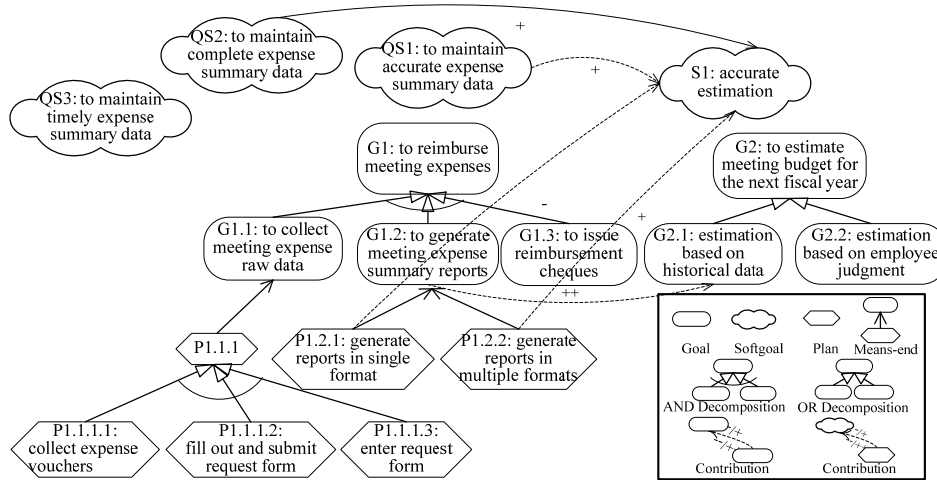 QS2: to maintain
complete expense
summary data
+
QS1: to maintain
accurate expense
summary data
+
S1: accurate
estimation
QS3: to maintain
timely expense
summary data
G1: to reimburse
meeting expenses
G2: to estimate
meeting budget for
the next fiscal year
-
+
G1.1: to collect
meeting expense
raw data
G1.2: to generate
meeting expense
summary reports
G1.3: to issue
reimbursement
cheques
G2.1: estimation
based on
historical data
G2.2: estimation
based on employee
judgment
++
P1.1.1
P1.2.1: generate
reports in single
format
P1.2.2: generate
reports in
multiple formats
P1.1.1.1:
collect expense
vouchers
P1.1.1.2:
fill out and submit
request form
P1.1.1.3:
enter request
form
Goal Softgoal Plan Means-end
AND Decomposition OR Decomposition
Contribution Contribution